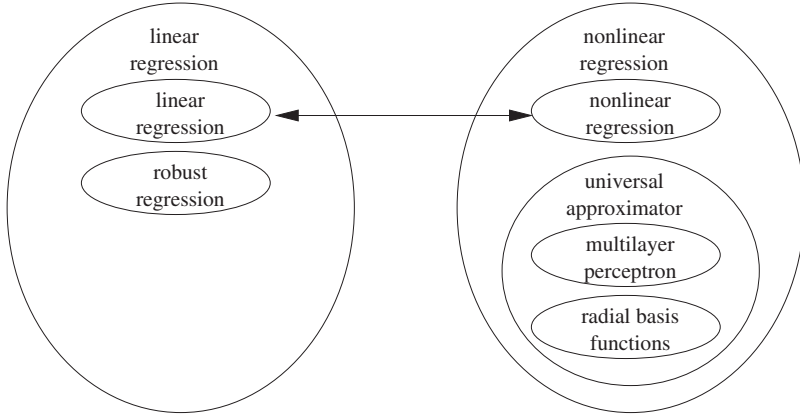 linear
regression
linear
regression
robust
regression
nonlinear
regression
nonlinear
regression
universal
approximator
multilayer
perceptron
radial basis
functions